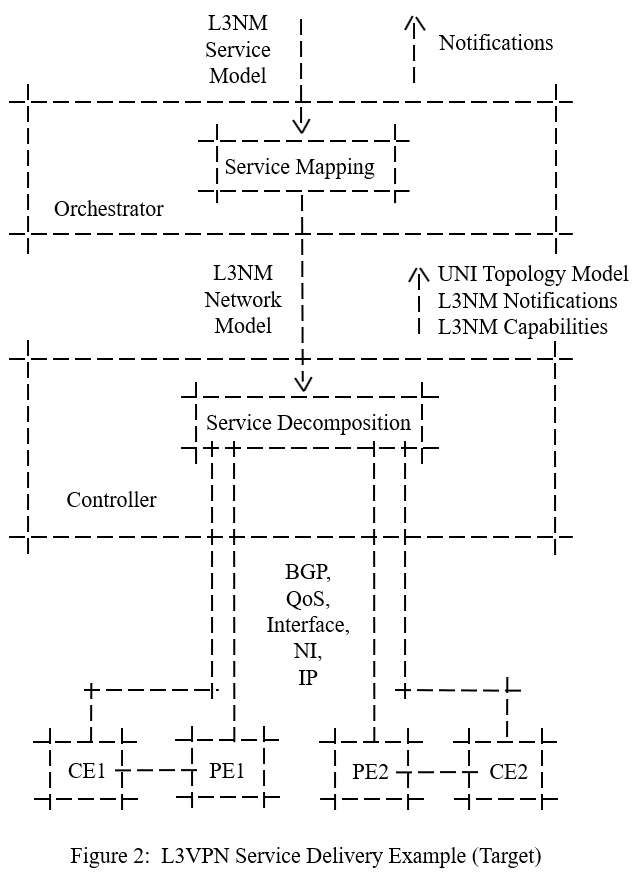 L3NM
Service
Model
Notifications
Service Mapping
Orchestrator
L3NM
Network
Model
UNI Topology Model
L3NM Notifications
L3NM Capabilities
Service Decomposition
Controller
BGP,
QoS,
Interface,
NI,
IP
CE1
PE1
PE2
CE2
Figure 2:  L3VPN Service Delivery Example (Target)